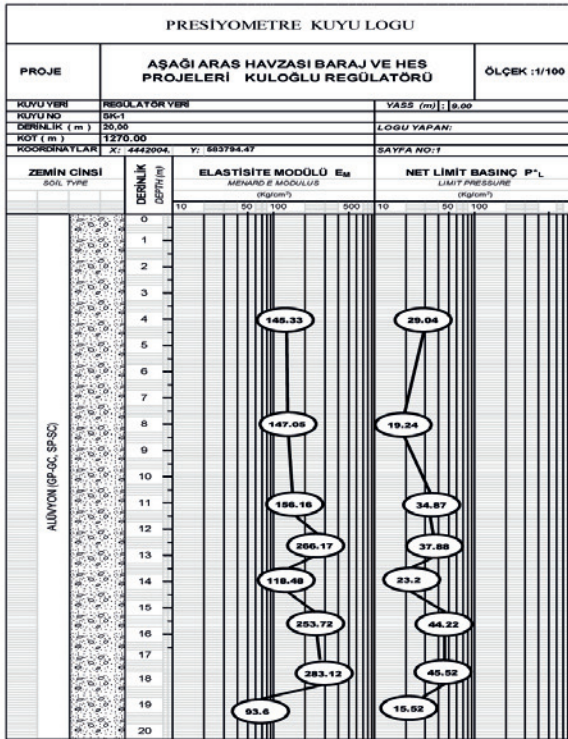 PRESİYOMETRE KUYU LOGU
PROJE
AŞAĞI ARAS HAVZASI BARAJ VE HES
PROJELERİ KULOĞLU REGÜLATÖRÜ
ÖLÇEK :1/100
KUYU YERİ REGÜLATÖR YERİ YASS (m) : 9.00
KUYU NO SK-1
DERİNLİK ( m ) 20,00 LOGU YAPAN:
KOT ( m ) 1270.00
KOORDİNATLAR X: 4442004. Y: 683794.47 SAYFA NO:1
ZEMİN CİNSİ
SOIL TYPE
DERİNLİK
DEPTH (m)
ELASTİSİTE MODÜLÜ EM
MENARD E MODULUS
(Kg/cm²)
10 50 100 500
NET LİMİT BASINÇ P*L
LIMIT PRESSURE
(Kg/cm²)
10 50 100
ALÜVYON (GP-GC, SP-SC)
0
1
2
3
4 145.33 29.04
5
6
7
8 147.05 19.24
9
10
11 156.16 34.87
12
13 266.17 37.88
14 118.48 23.2
15
16 253.72 44.22
17
18 283.12 45.52
19 93.6 15.52
20